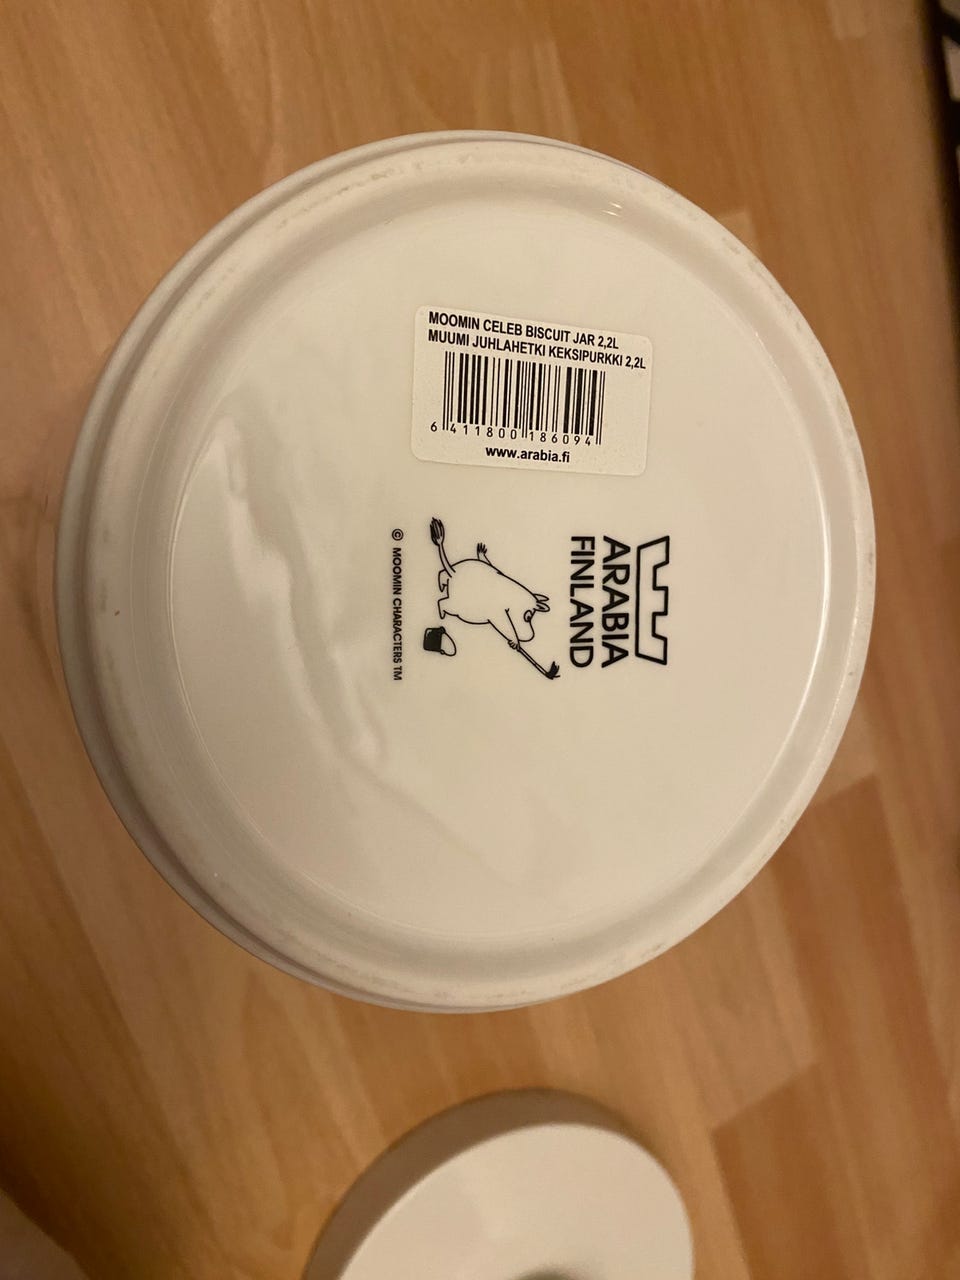 MOOMIN CELEB BISCUIT JAR 2,2L
MUUMI JUHLAHETKI KEKSIPURKKI 2,2L
6 411800 186094
www.arabia.fi
ARABIA
FINLAND
© MOOMIN CHARACTERS TM